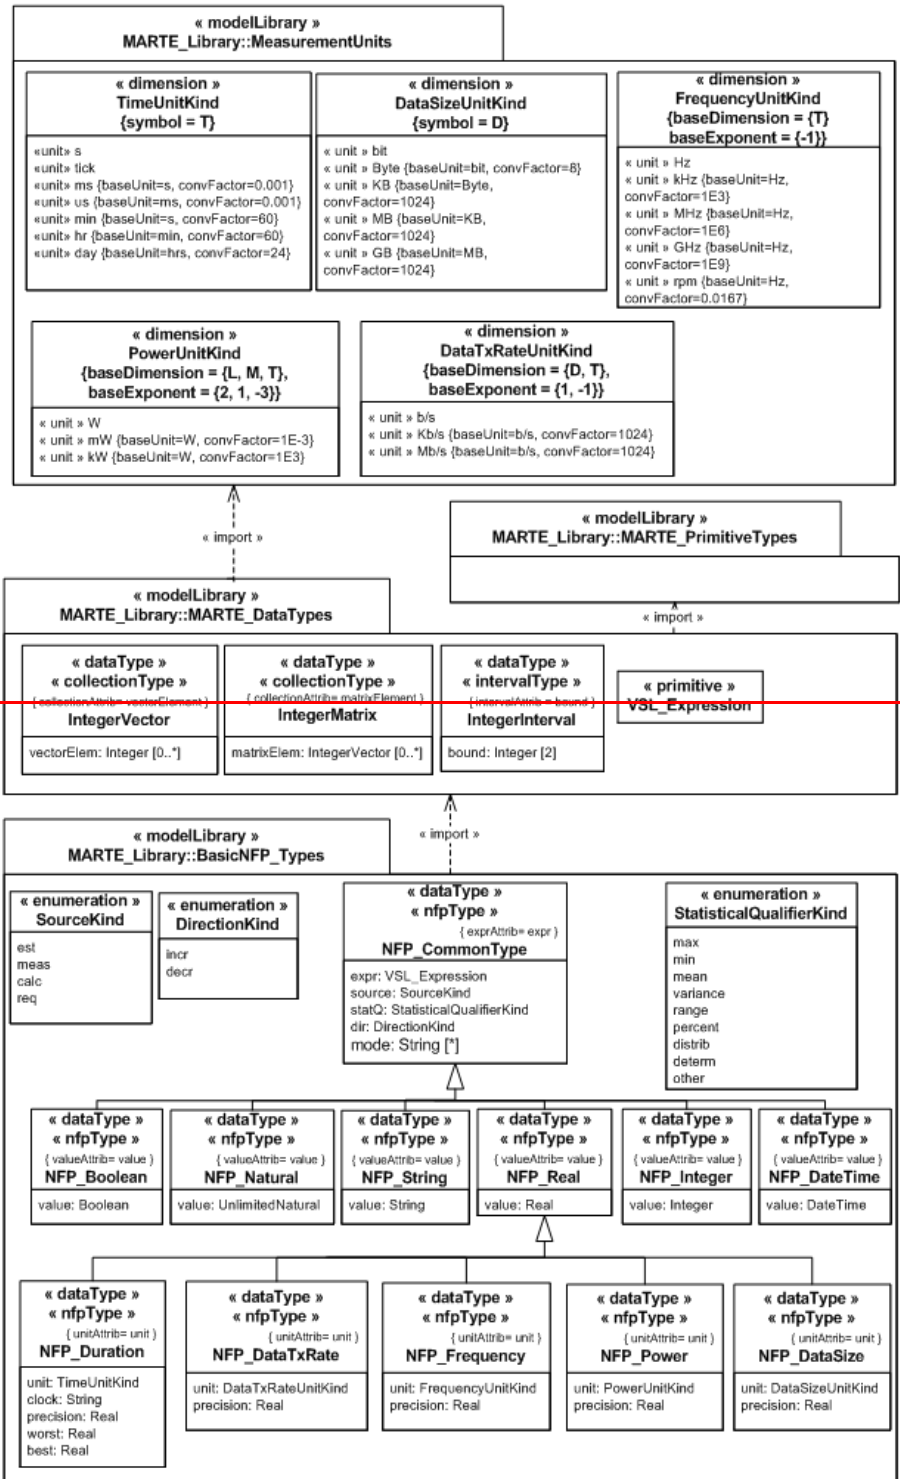 « modelLibrary »
MARTE_Library::MeasurementUnits
« dimension »
TimeUnitKind
{symbol = T}
«unit» s
«unit» tick
«unit» ms {baseUnit=s, convFactor=0.001}
«unit» us {baseUnit=ms, convFactor=0.001}
«unit» min {baseUnit=s, convFactor=60}
«unit» hr {baseUnit=min, convFactor=60}
«unit» day {baseUnit=hrs, convFactor=24}
« dimension »
DataSizeUnitKind
{symbol = D}
« unit » bit
« unit » Byte {baseUnit=bit, convFactor=8}
« unit » KB {baseUnit=Byte,
convFactor=1024}
« unit » MB {baseUnit=KB,
convFactor=1024}
« unit » GB {baseUnit=MB,
convFactor=1024}
« dimension »
FrequencyUnitKind
{baseDimension = {T}
baseExponent = {-1}}
« unit » Hz
« unit » kHz {baseUnit=Hz,
convFactor=1E3}
« unit » MHz {baseUnit=Hz,
convFactor=1E6}
« unit » GHz {baseUnit=Hz,
convFactor=1E9}
« unit » rpm {baseUnit=Hz,
convFactor=0.0167}
« dimension »
PowerUnitKind
{baseDimension = {L, M, T},
baseExponent = {2, 1, -3}}
« unit » W
« unit » mW {baseUnit=W, convFactor=1E-3}
« unit » kW {baseUnit=W, convFactor=1E3}
« dimension »
DataTxRateUnitKind
{baseDimension = {D, T},
baseExponent = {1, -1}}
« unit » b/s
« unit » Kb/s {baseUnit=b/s, convFactor=1024}
« unit » Mb/s {baseUnit=b/s, convFactor=1024}
« import »
« modelLibrary »
MARTE_Library::MARTE_PrimitiveTypes
« import »
« modelLibrary »
MARTE_Library::MARTE_DataTypes
« dataType »
« collectionType »
{ collectionAttrib= vectorElement }
IntegerVector
vectorElem: Integer [0..*]
« dataType »
« collectionType »
{ collectionAttrib= matrixElement }
IntegerMatrix
matrixElem: IntegerVector [0..*]
« dataType »
« intervalType »
{ intervalAttrib = bound }
IntegerInterval
bound: Integer [2]
« primitive »
VSL_Expression
« import »
« modelLibrary »
MARTE_Library::BasicNFP_Types
« enumeration »
SourceKind
est
meas
calc
req
« enumeration »
DirectionKind
incr
decr
« dataType »
« nfpType »
{ exprAttrib= expr }
NFP_CommonType
expr: VSL_Expression
source: SourceKind
statQ: StatisticalQualifierKind
dir: DirectionKind
mode: String [*]
« enumeration »
StatisticalQualifierKind
max
min
mean
variance
range
percent
distrib
determ
other
« dataType »
« nfpType »
{ valueAttrib= value }
NFP_Boolean
value: Boolean
« dataType »
« nfpType »
{ valueAttrib= value }
NFP_Natural
value: UnlimitedNatural
« dataType »
« nfpType »
{ valueAttrib= value }
NFP_String
value: String
« dataType »
« nfpType »
{ valueAttrib= value }
NFP_Real
value: Real
« dataType »
« nfpType »
{ valueAttrib= value }
NFP_Integer
value: Integer
« dataType »
« nfpType »
{ valueAttrib= value }
NFP_DateTime
value: DateTime
« dataType »
« nfpType »
{ unitAttrib= unit }
NFP_Duration
unit: TimeUnitKind
clock: String
precision: Real
worst: Real
best: Real
« dataType »
« nfpType »
{ unitAttrib= unit }
NFP_DataTxRate
unit: DataTxRateUnitKind
precision: Real
« dataType »
« nfpType »
{ unitAttrib= unit }
NFP_Frequency
unit: FrequencyUnitKind
precision: Real
« dataType »
« nfpType »
{ unitAttrib= unit }
NFP_Power
unit: PowerUnitKind
precision: Real
« dataType »
« nfpType »
{ unitAttrib= unit }
NFP_DataSize
unit: DataSizeUnitKind
precision: Real